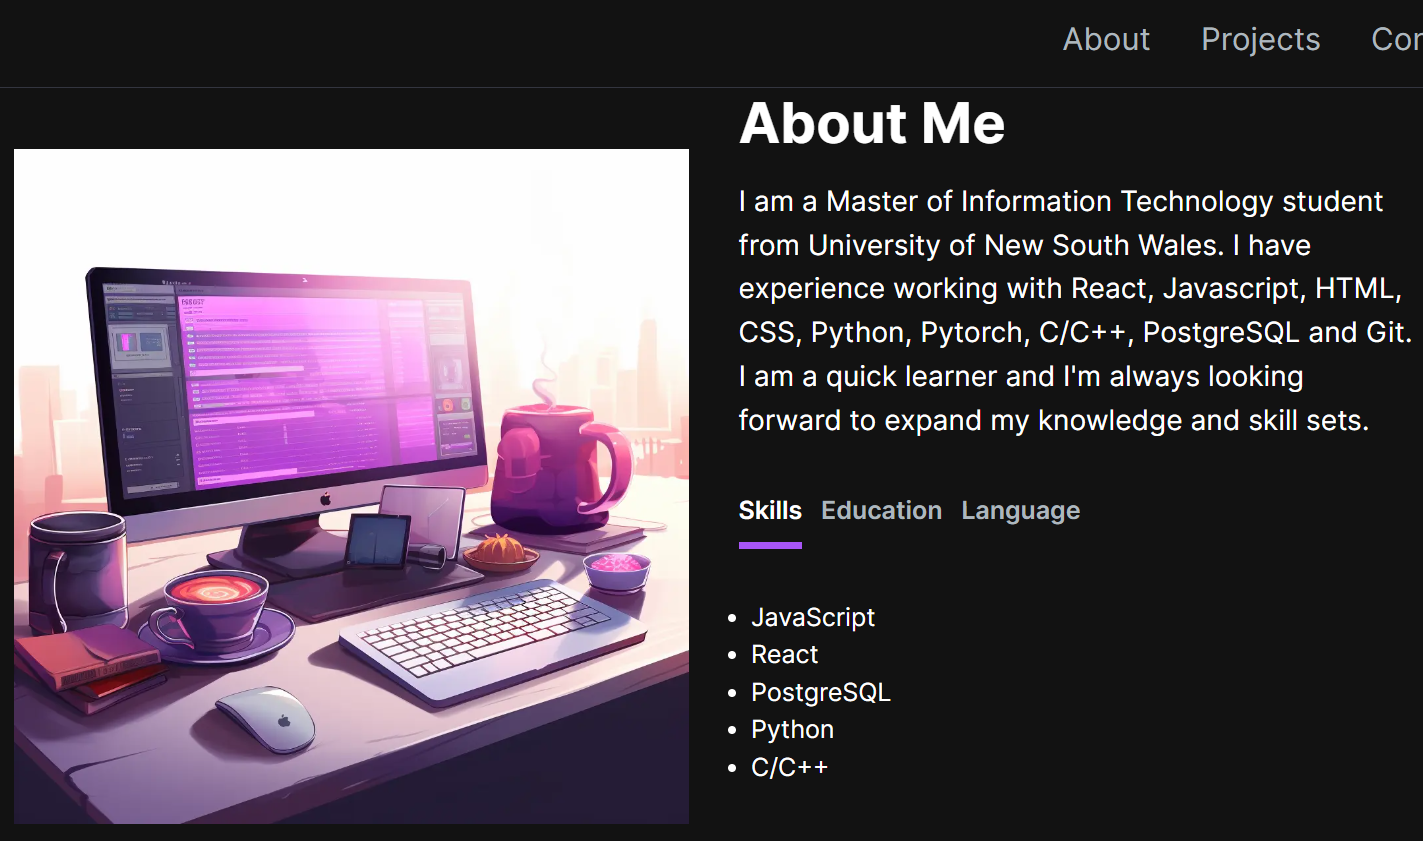 About Projects
About Me
I am a Master of Information Technology student
from University of New South Wales. I have
experience working with React, Javascript, HTML,
CSS, Python, Pytorch, C/C++, PostgreSQL and Git.
I am a quick learner and I'm always looking
forward to expand my knowledge and skill sets.
Skills Education Language
JavaScript
React
PostgreSQL
Python
C/C++